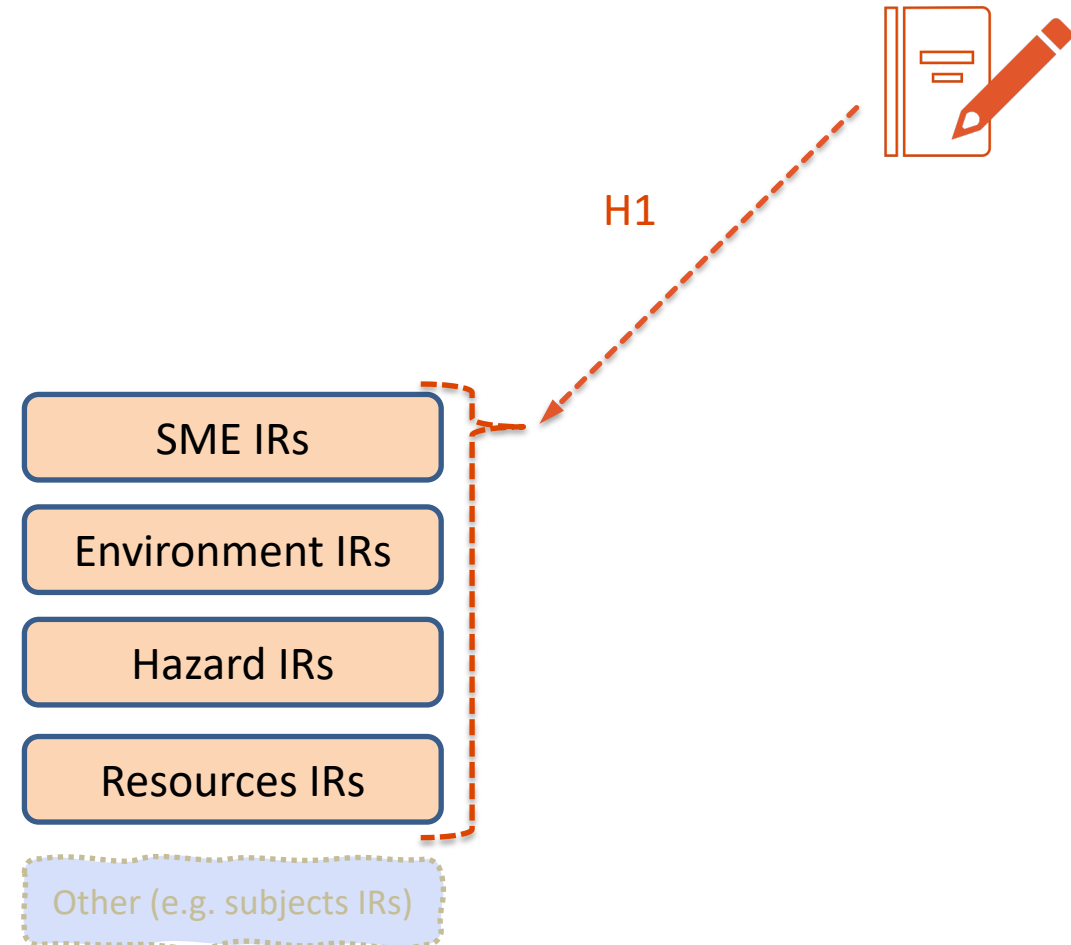 H1
SME IRs
Environment IRs
Hazard IRs
Resources IRs
Other (e.g. subjects IRs)